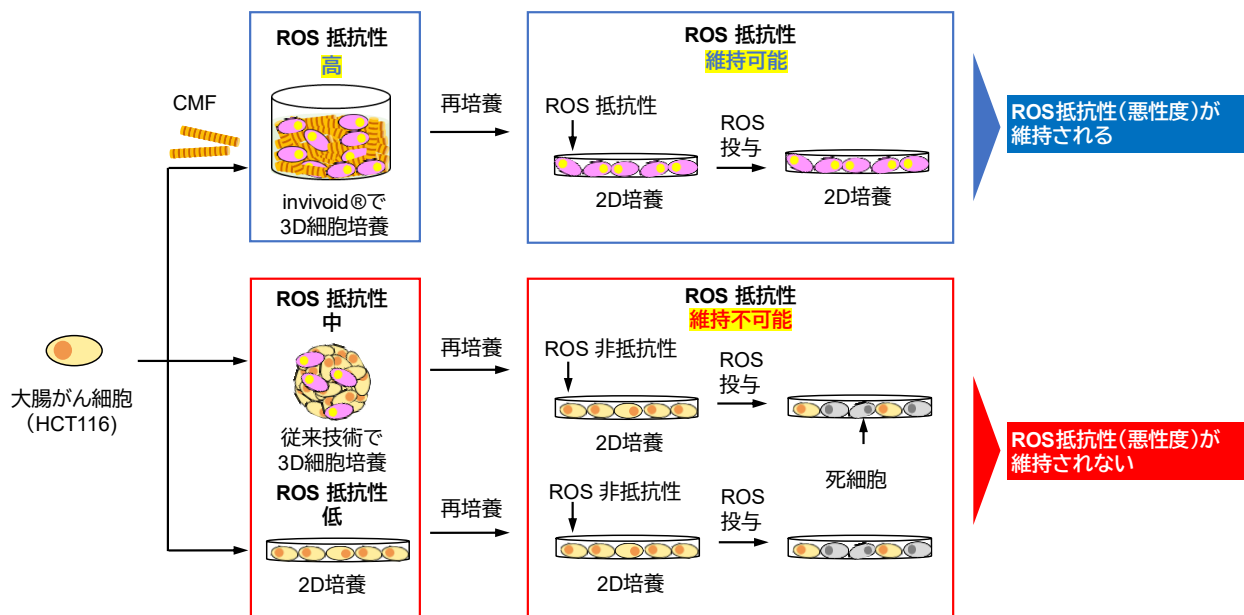 ROS 抵抗性
高
CMF
invivoid®で
3D細胞培養
再培養
ROS 抵抗性
維持可能
ROS 抵抗性
ROS
投与
2D培養
2D培養
ROS抵抗性（悪性度）が
維持される
大腸がん細胞
（HCT116)
ROS 抵抗性
中
従来技術で
3D細胞培養
ROS 抵抗性
低
2D培養
再培養
再培養
ROS 抵抗性
維持不可能
ROS 非抵抗性
ROS
投与
2D培養
死細胞
ROS 非抵抗性
ROS
投与
2D培養
ROS抵抗性（悪性度）が
維持されない